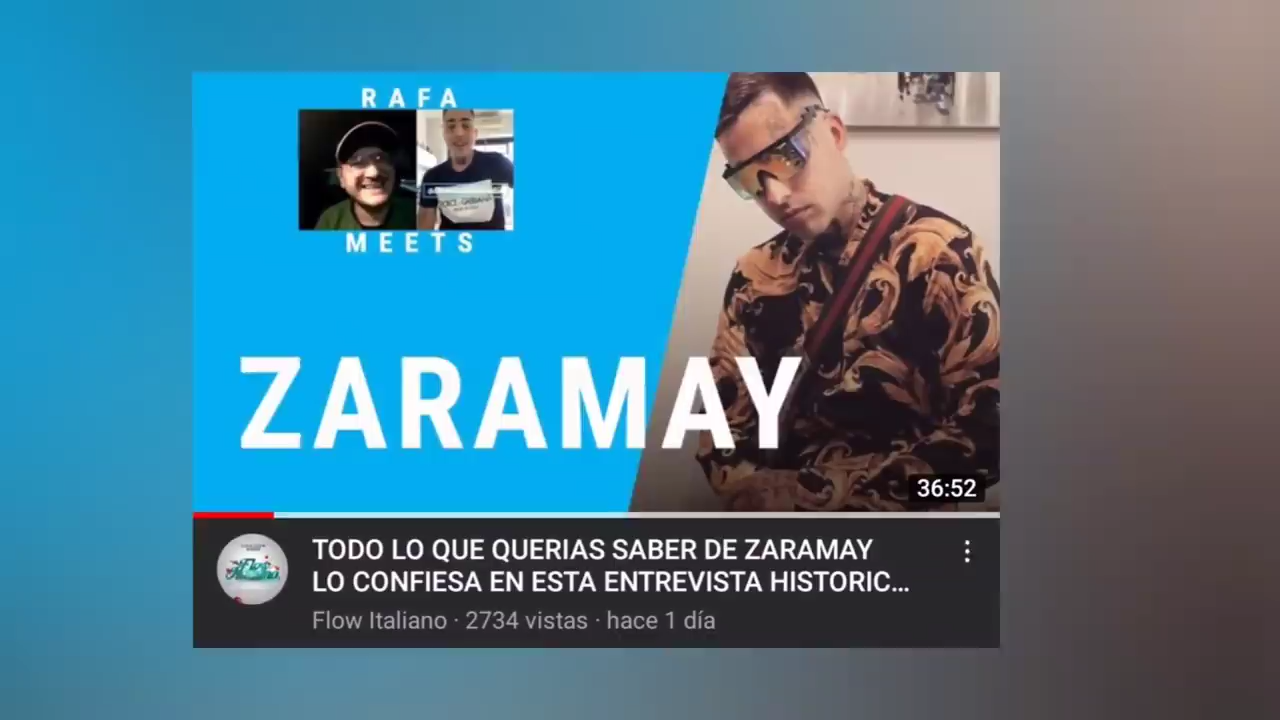 RAFA
MEETS
ZARAMAY
36:52
TODO LO QUE QUERIAS SABER DE ZARAMAY
LO CONFIESA EN ESTA ENTREVISTA HISTORIC...
Flow Italiano · 2734 vistas · hace 1 día